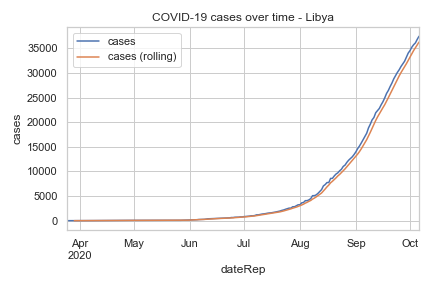 COVID-19 cases over time - Libya
cases
cases (rolling)
35000
30000
25000
20000
15000
10000
5000
0
cases
Apr May Jun Jul Aug Sep Oct
2020
dateRep